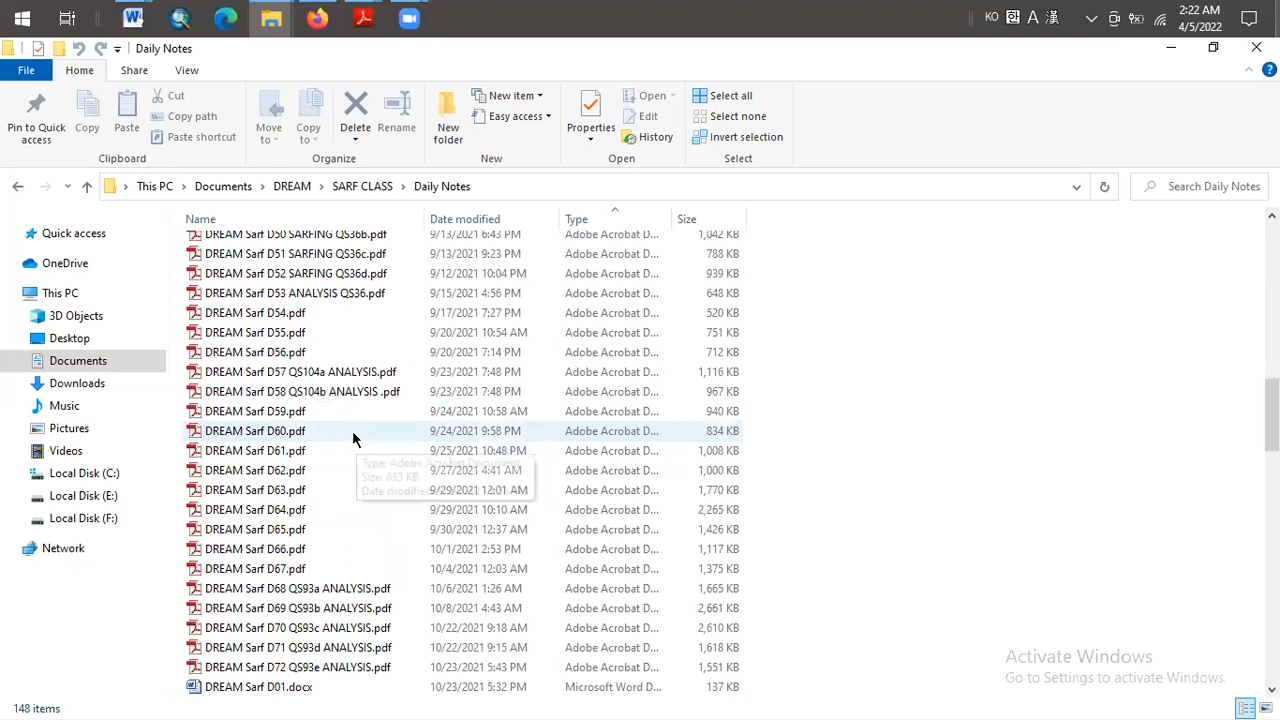 KO A 漢 2:22 AM
4/5/2022
Daily Notes
File Home Share View
Pin to Quick access
Copy
Paste
Cut
Copy path
Paste shortcut
Clipboard
Move to
Copy to
Delete
Rename
Organize
New folder
New item
Easy access
New
Properties
Open
Edit
History
Open
Select all
Select none
Invert selection
Select
This PC > Documents > DREAM > SARF CLASS > Daily Notes
Search Daily Notes
Quick access
OneDrive
This PC
3D Objects
Desktop
Documents
Downloads
Music
Pictures
Videos
Local Disk (C:)
Local Disk (E:)
Local Disk (F:)
Network
Name Date modified Type Size
DREAM Sarf D50 SARFING QS36b.pdf 9/13/2021 6:43 PM Adobe Acrobat D... 1,042 KB
DREAM Sarf D51 SARFING QS36c.pdf 9/13/2021 9:23 PM Adobe Acrobat D... 788 KB
DREAM Sarf D52 SARFING QS36d.pdf 9/12/2021 10:04 PM Adobe Acrobat D... 939 KB
DREAM Sarf D53 ANALYSIS QS36.pdf 9/15/2021 4:56 PM Adobe Acrobat D... 648 KB
DREAM Sarf D54.pdf 9/17/2021 7:27 PM Adobe Acrobat D... 520 KB
DREAM Sarf D55.pdf 9/20/2021 10:54 AM Adobe Acrobat D... 751 KB
DREAM Sarf D56.pdf 9/20/2021 7:14 PM Adobe Acrobat D... 712 KB
DREAM Sarf D57 QS104a ANALYSIS.pdf 9/23/2021 7:48 PM Adobe Acrobat D... 1,116 KB
DREAM Sarf D58 QS104b ANALYSIS .pdf 9/23/2021 7:48 PM Adobe Acrobat D... 967 KB
DREAM Sarf D59.pdf 9/24/2021 10:58 AM Adobe Acrobat D... 940 KB
DREAM Sarf D60.pdf 9/24/2021 9:58 PM Adobe Acrobat D... 834 KB
DREAM Sarf D61.pdf 9/25/2021 10:48 PM Adobe Acrobat D... 1,008 KB
Type: Adobe Acrobat Document
DREAM Sarf D62.pdf 9/27/2021 4:41 AM Adobe Acrobat D... 1,000 KB
Size: 833 KB
DREAM Sarf D63.pdf 9/29/2021 12:01 AM Adobe Acrobat D... 1,770 KB
Date modified
DREAM Sarf D64.pdf 9/29/2021 10:10 AM Adobe Acrobat D... 2,265 KB
DREAM Sarf D65.pdf 9/30/2021 12:37 AM Adobe Acrobat D... 1,426 KB
DREAM Sarf D66.pdf 10/1/2021 2:53 PM Adobe Acrobat D... 1,117 KB
DREAM Sarf D67.pdf 10/4/2021 12:03 AM Adobe Acrobat D... 1,375 KB
DREAM Sarf D68 QS93a ANALYSIS.pdf 10/6/2021 1:26 AM Adobe Acrobat D... 1,665 KB
DREAM Sarf D69 QS93b ANALYSIS.pdf 10/8/2021 4:43 AM Adobe Acrobat D... 2,661 KB
DREAM Sarf D70 QS93c ANALYSIS.pdf 10/22/2021 9:18 AM Adobe Acrobat D... 2,610 KB
DREAM Sarf D71 QS93d ANALYSIS.pdf 10/22/2021 9:15 AM Adobe Acrobat D... 1,618 KB
DREAM Sarf D72 QS93e ANALYSIS.pdf 10/23/2021 5:43 PM Adobe Acrobat D... 1,551 KB
DREAM Sarf D01.docx 10/23/2021 5:32 PM Microsoft Word D... 137 KB
Activate Windows
Go to Settings to activate Windows.
148 items